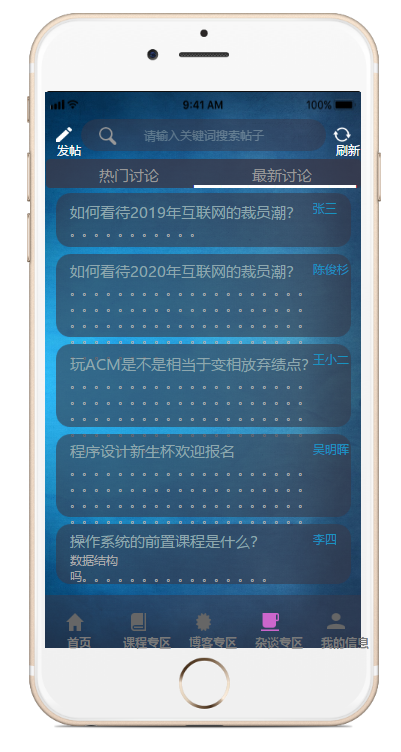 9:41 AM 100%
发帖 请输入关键词搜索帖子 刷新
热门讨论 最新讨论
如何看待2019年互联网的裁员潮? 张三
。。。。。。。。。。。
如何看待2020年互联网的裁员潮? 陈俊杉
。。。。。。。。。。。。。。。。。。。。
。。。。。。。。。。。。。。。。。。。。
。。。。。。。。。。。。。。。。。。。。
。。。。。。。。。。。。。。。。。。。。
玩ACM是不是相当于变相放弃绩点? 王小二
。。。。。。。。。。。。。。。。。。。。
。。。。。。。。。。。。。。。。。。。。
。。。。。。。。。。。。。。。。。。。。
。。。。。。。。。。。。。。。。。。。。
程序设计新生杯欢迎报名 吴明晖
。。。。。。。。。。。。。。。。。。。。
。。。。。。。。。。。。。。。。。。。。
。。。。。。。。。。。。。。。。。。。。
。。。。。。。。。。。。。。。。。。。。
操作系统的前置课程是什么? 李四
数据结构
吗。。。。。。。。。。。。。。。。
首页 课程专区 博客专区 杂谈专区 我的信息